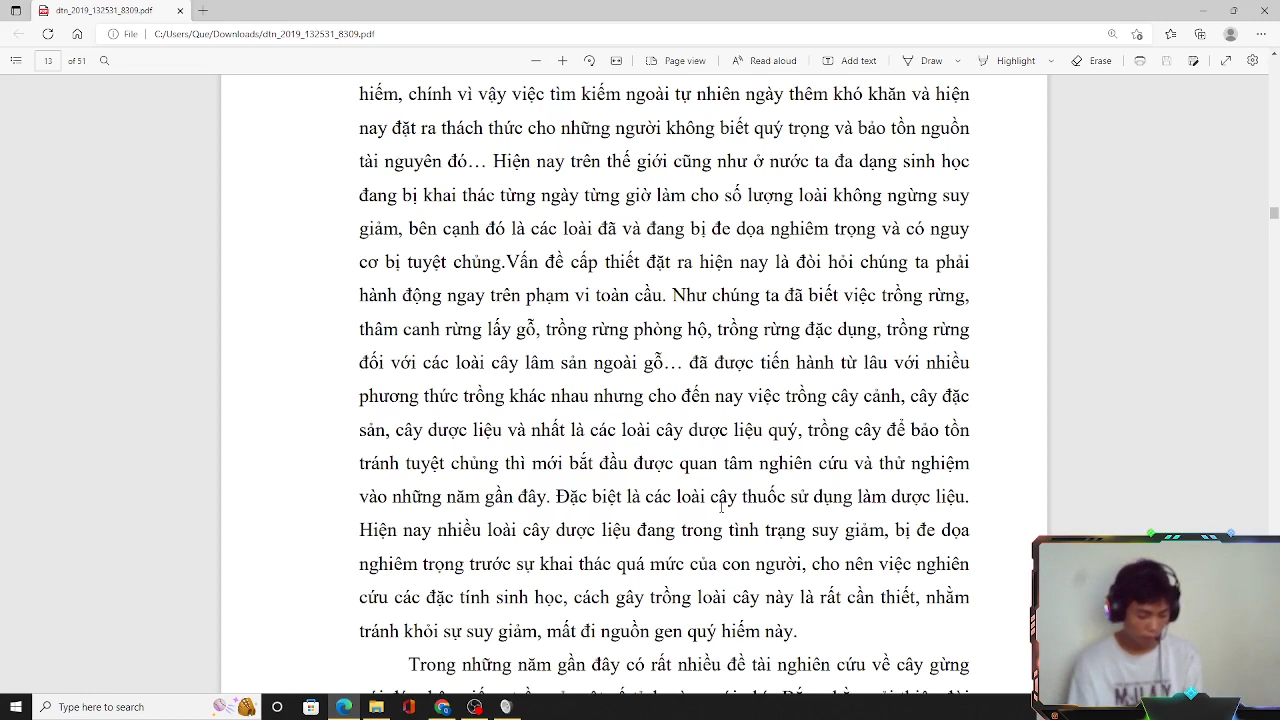 dtn_2019_132531_8309.pdf
File C:/Users/Que/Downloads/dtn_2019_132531_8309.pdf
13 of 51 Page view Read aloud Add text Draw Highlight Erase
hiếm, chính vì vậy việc tìm kiếm ngoài tự nhiên ngày thêm khó khăn và hiện
nay đặt ra thách thức cho những người không biết quý trọng và bảo tồn nguồn
tài nguyên đó… Hiện nay trên thế giới cũng như ở nước ta đa dạng sinh học
đang bị khai thác từng ngày từng giờ làm cho số lượng loài không ngừng suy
giảm, bên cạnh đó là các loài đã và đang bị đe dọa nghiêm trọng và có nguy
cơ bị tuyệt chủng.Vấn đề cấp thiết đặt ra hiện nay là đòi hỏi chúng ta phải
hành động ngay trên phạm vi toàn cầu. Như chúng ta đã biết việc trồng rừng,
thâm canh rừng lấy gỗ, trồng rừng phòng hộ, trồng rừng đặc dụng, trồng rừng
đối với các loài cây lâm sản ngoài gỗ… đã được tiến hành từ lâu với nhiều
phương thức trồng khác nhau nhưng cho đến nay việc trồng cây cảnh, cây đặc
sản, cây dược liệu và nhất là các loài cây dược liệu quý, trồng cây để bảo tồn
tránh tuyệt chủng thì mới bắt đầu được quan tâm nghiên cứu và thử nghiệm
vào những năm gần đây. Đặc biệt là các loài cây thuốc sử dụng làm dược liệu.
Hiện nay nhiều loài cây dược liệu đang trong tình trạng suy giảm, bị đe dọa
nghiêm trọng trước sự khai thác quá mức của con người, cho nên việc nghiên
cứu các đặc tính sinh học, cách gây trồng loài cây này là rất cần thiết, nhằm
tránh khỏi sự suy giảm, mất đi nguồn gen quý hiếm này.
Trong những năm gần đây có rất nhiều đề tài nghiên cứu về cây gừng
Type here to search